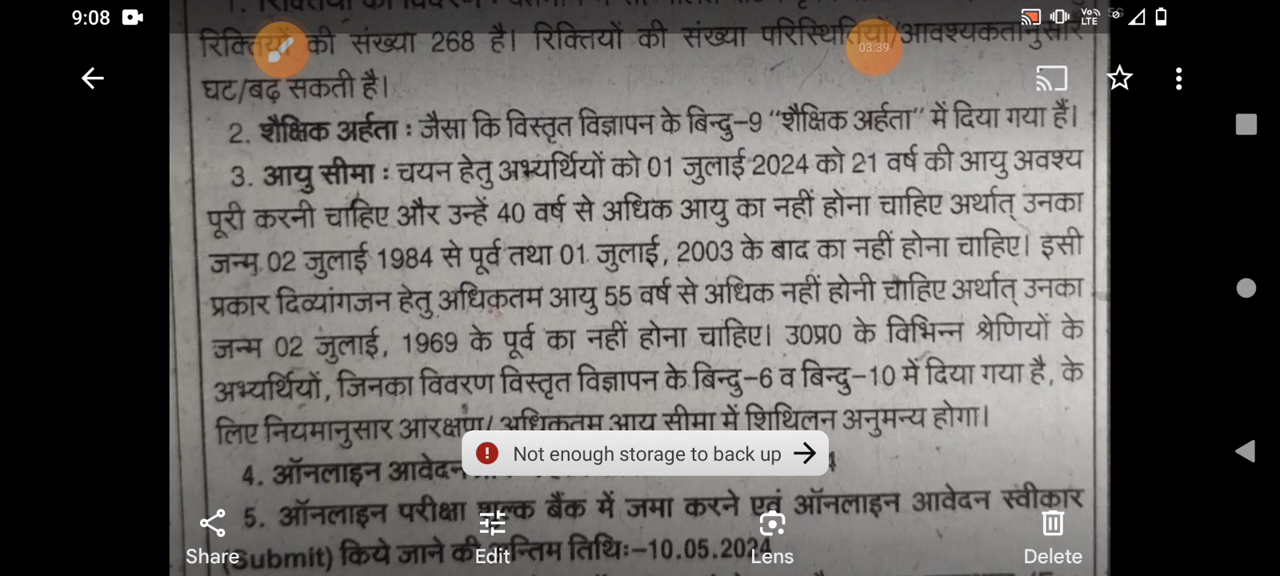 9:08
Vo))
LTE
5G
रिक्तियों की संख्या 268 है। रिक्तियों की संख्या परिस्थितियों/आवश्यकतानुसार
03:39
घट/बढ़ सकती है।
2. शैक्षिक अर्हता : जैसा कि विस्तृत विज्ञापन के बिन्दु-9 "शैक्षिक अर्हता" में दिया गया हैं।
3. आयु सीमा : चयन हेतु अभ्यर्थियों को 01 जुलाई 2024 को 21 वर्ष की आयु अवश्य
पूरी करनी चाहिए और उन्हें 40 वर्ष से अधिक आयु का नहीं होना चाहिए अर्थात् उनका
जन्म 02 जुलाई 1984 से पूर्व तथा 01 जुलाई, 2003 के बाद का नहीं होना चाहिए। इसी
प्रकार दिव्यांगजन हेतु अधिकतम आयु 55 वर्ष से अधिक नहीं होनी चाहिए अर्थात् उनका
जन्म 02 जुलाई, 1969 के पूर्व का नहीं होना चाहिए। उ0प्र0 के विभिन्न श्रेणियों के
अभ्यर्थियों, जिनका विवरण विस्तृत विज्ञापन के बिन्दु-6 व बिन्दु-10 में दिया गया है, के
लिए नियमानुसार आरक्षण/ अधिकतम आयु सीमा में शिथिलन अनुमन्य होगा।
Not enough storage to back up
4. ऑनलाइन आवेदन
5. ऑनलाइन परीक्षा शुल्क बैंक में जमा करने एवं ऑनलाइन आवेदन स्वीकार
(Submit) किये जाने की अन्तिम तिथिः-10.05.2024
Share
Edit
Lens
Delete